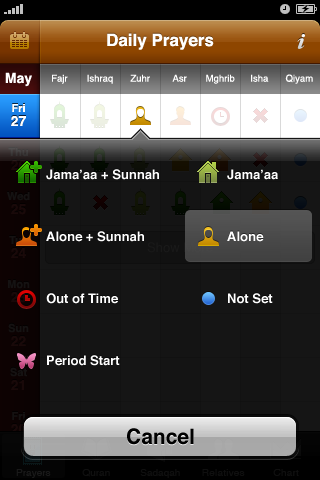 Daily Prayers
i
May Fajr Ishraq Zuhr Asr Mghrib Isha Qiyam
Fri
27
Thu
Wed
25
Tue
24
Mon
Sun
22
Sat
21
Jama'aa + Sunnah
Jama'aa
Alone + Sunnah
Alone
Out of Time
Not Set
Period Start
Cancel
Prayers Quran Sadaqah Relatives Chart